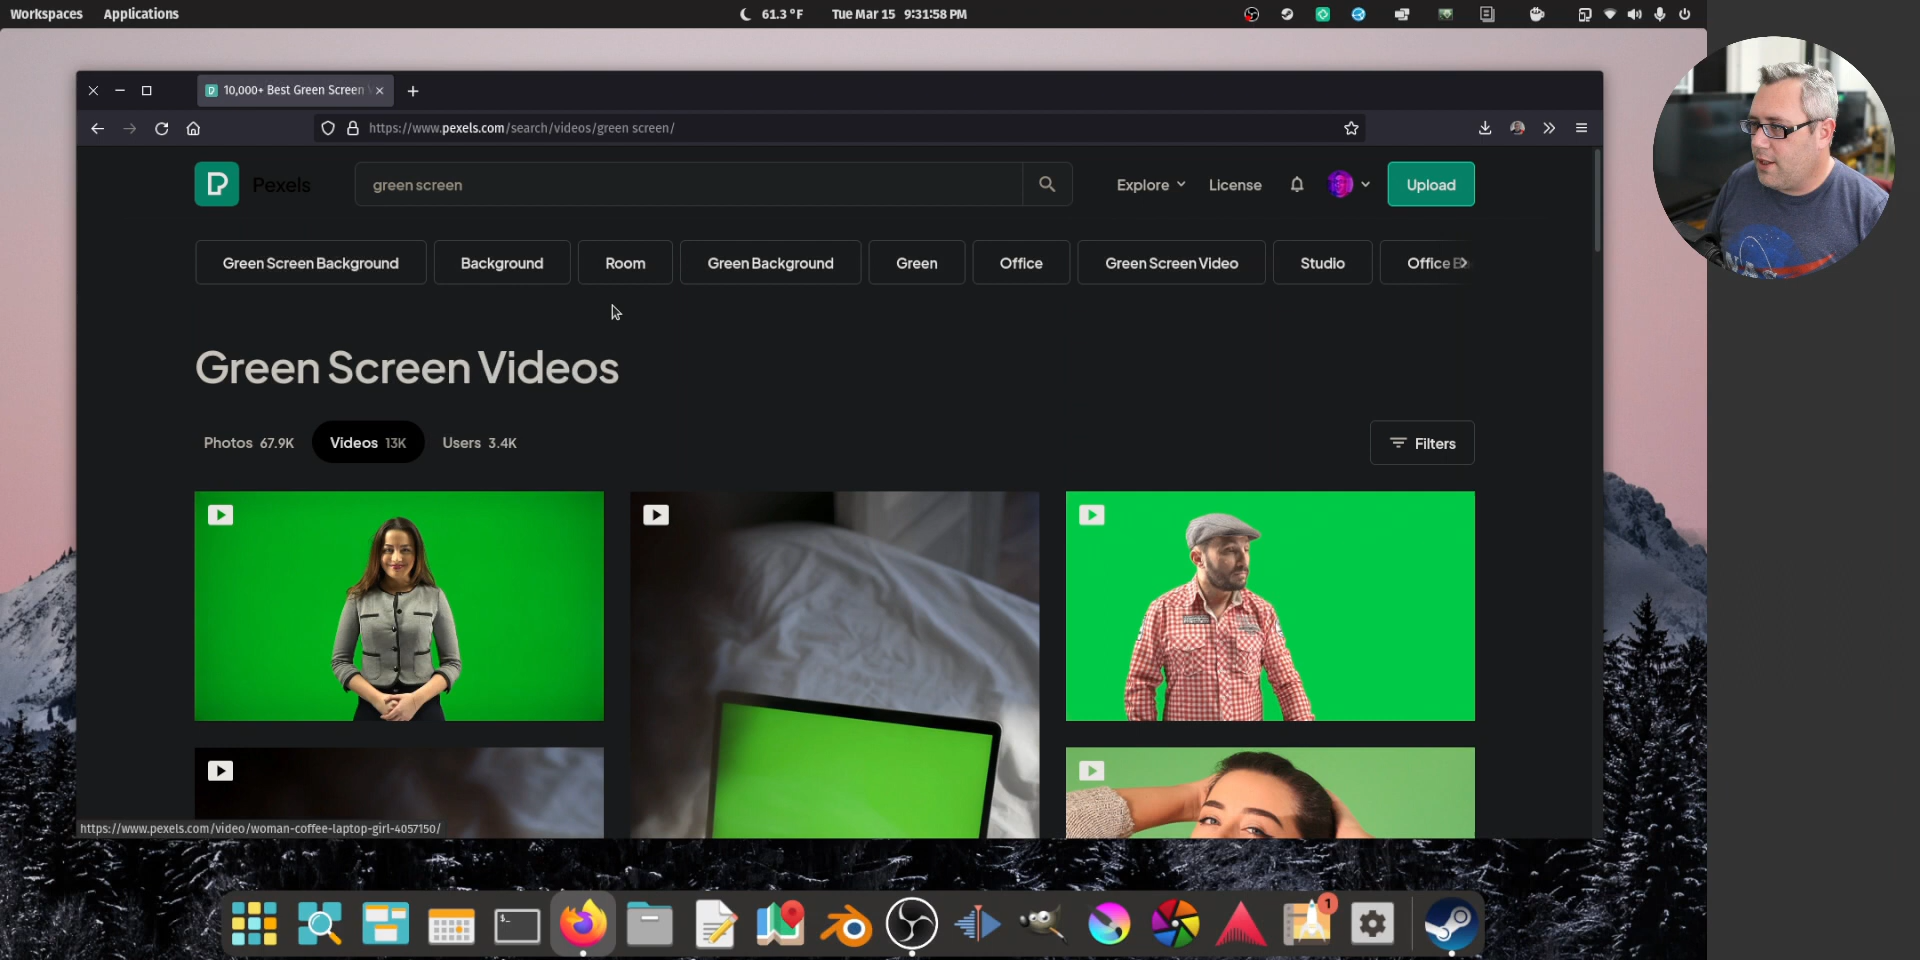 Workspaces Applications 61.3 °F Tue Mar 15 9:31:58 PM
10,000+ Best Green Screen
https://www.pexels.com/search/videos/green screen/
Pexels green screen Explore License Upload
Green Screen Background Background Room Green Background Green Office Green Screen Video Studio Office
Green Screen Videos
Photos 67.9K Videos 13K Users 3.4K Filters
https://www.pexels.com/video/woman-coffee-laptop-girl-4057150/
$_
1